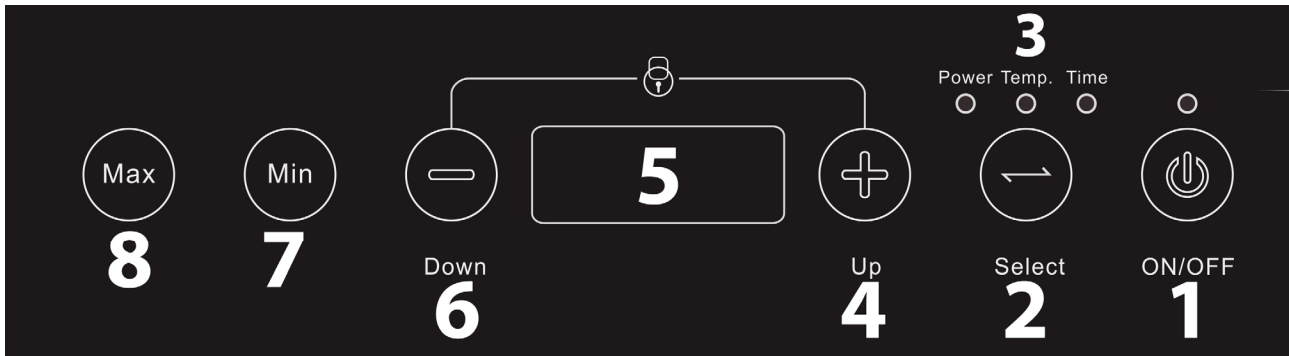 3
Power Temp. Time
Max Min 5
8 7
Down Up Select ON/OFF
6 4 2 1